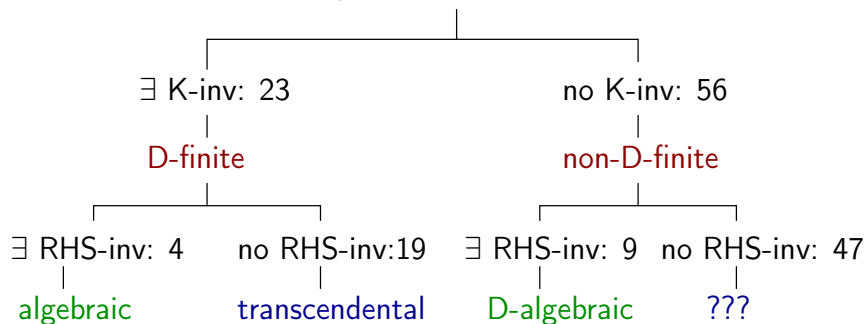 ∃ K-inv: 23 no K-inv: 56
D-finite non-D-finite
∃ RHS-inv: 4 no RHS-inv:19 ∃ RHS-inv: 9 no RHS-inv: 47
algebraic transcendental D-algebraic ???